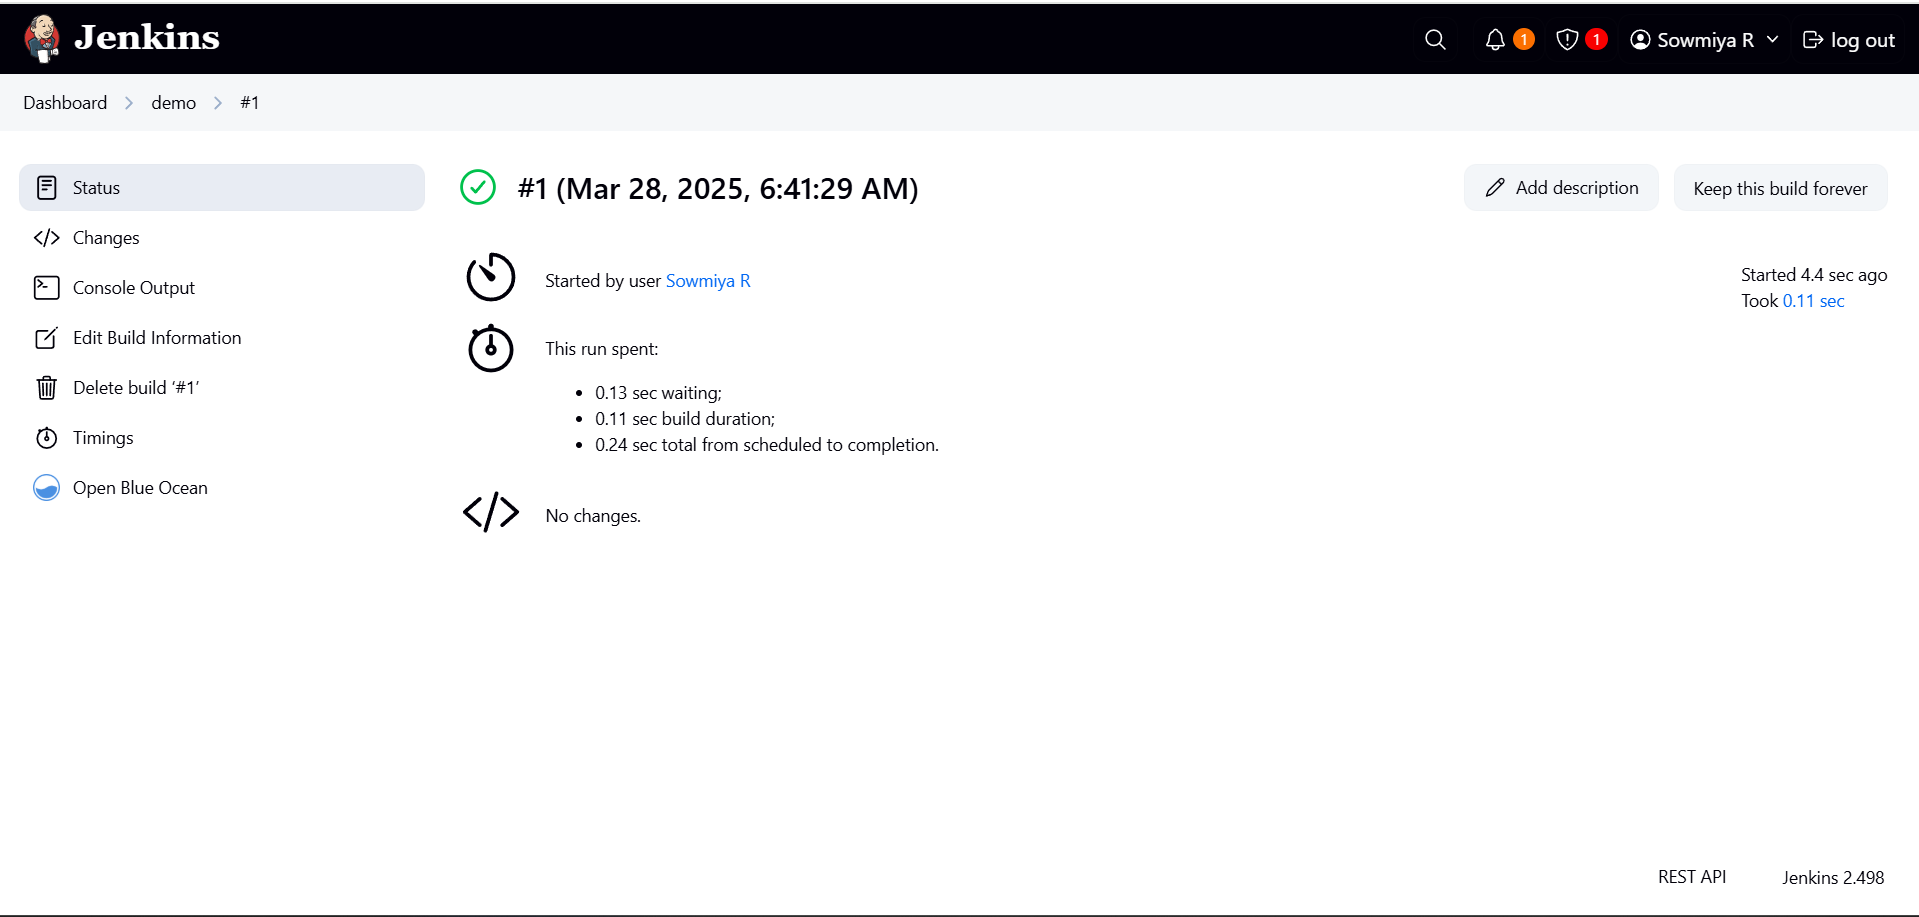 Jenkins
1
1
Sowmiya R
log out
Dashboard
demo
#1
Status
Changes
Console Output
Edit Build Information
Delete build ‘#1’
Timings
Open Blue Ocean
#1 (Mar 28, 2025, 6:41:29 AM)
Add description
Keep this build forever
Started by user Sowmiya R
Started 4.4 sec ago
Took 0.11 sec
This run spent:
• 0.13 sec waiting;
• 0.11 sec build duration;
• 0.24 sec total from scheduled to completion.
No changes.
REST API
Jenkins 2.498